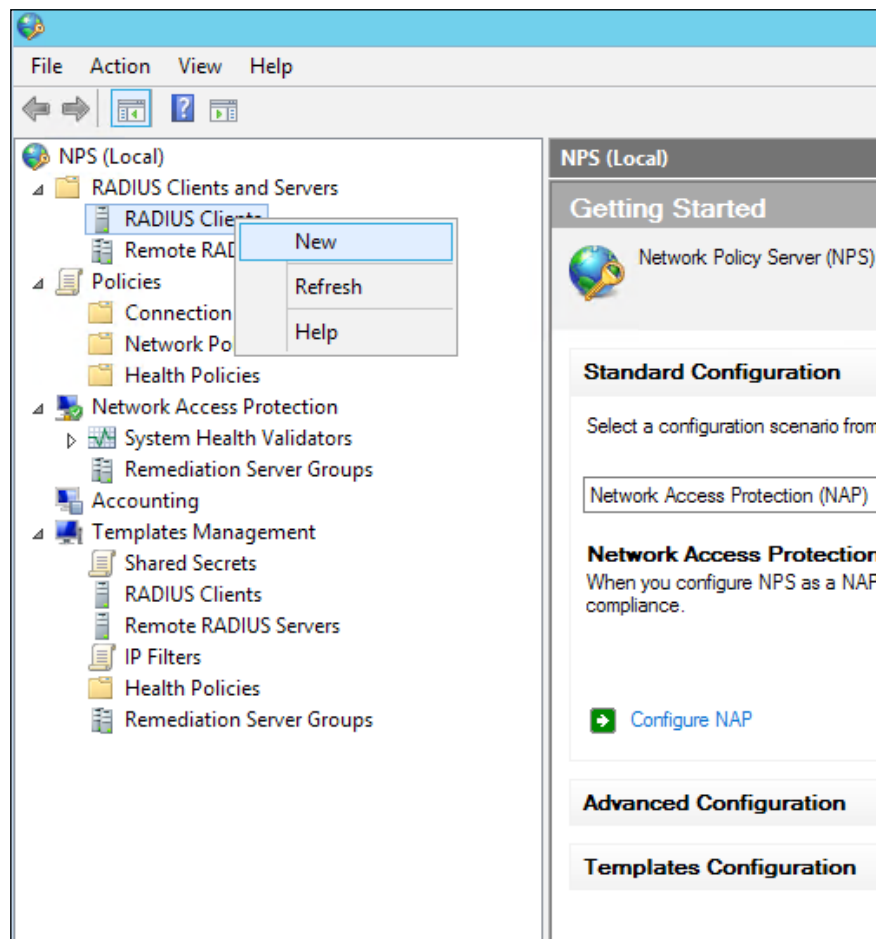 File Action View Help
NPS (Local)
RADIUS Clients and Servers
RADIUS Clients
New
Remote
Refresh
Policies
Connection
Help
Network
Health Policies
Network Access Protection
System Health Validators
Remediation Server Groups
Accounting
Templates Management
Shared Secrets
RADIUS Clients
Remote RADIUS Servers
IP Filters
Health Policies
Remediation Server Groups
NPS (Local)
Getting Started
Network Policy Server (NPS)
Standard Configuration
Select a configuration scenario from
Network Access Protection (NAP)
Network Access Protection
When you configure NPS as a NAP
compliance.
Configure NAP
Advanced Configuration
Templates Configuration